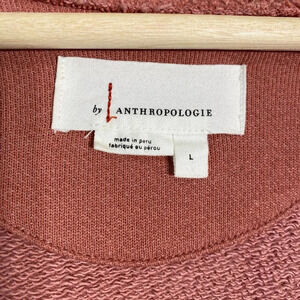 by ANTHROPOLOGIE
made in peru
fabriqué au pérou
L